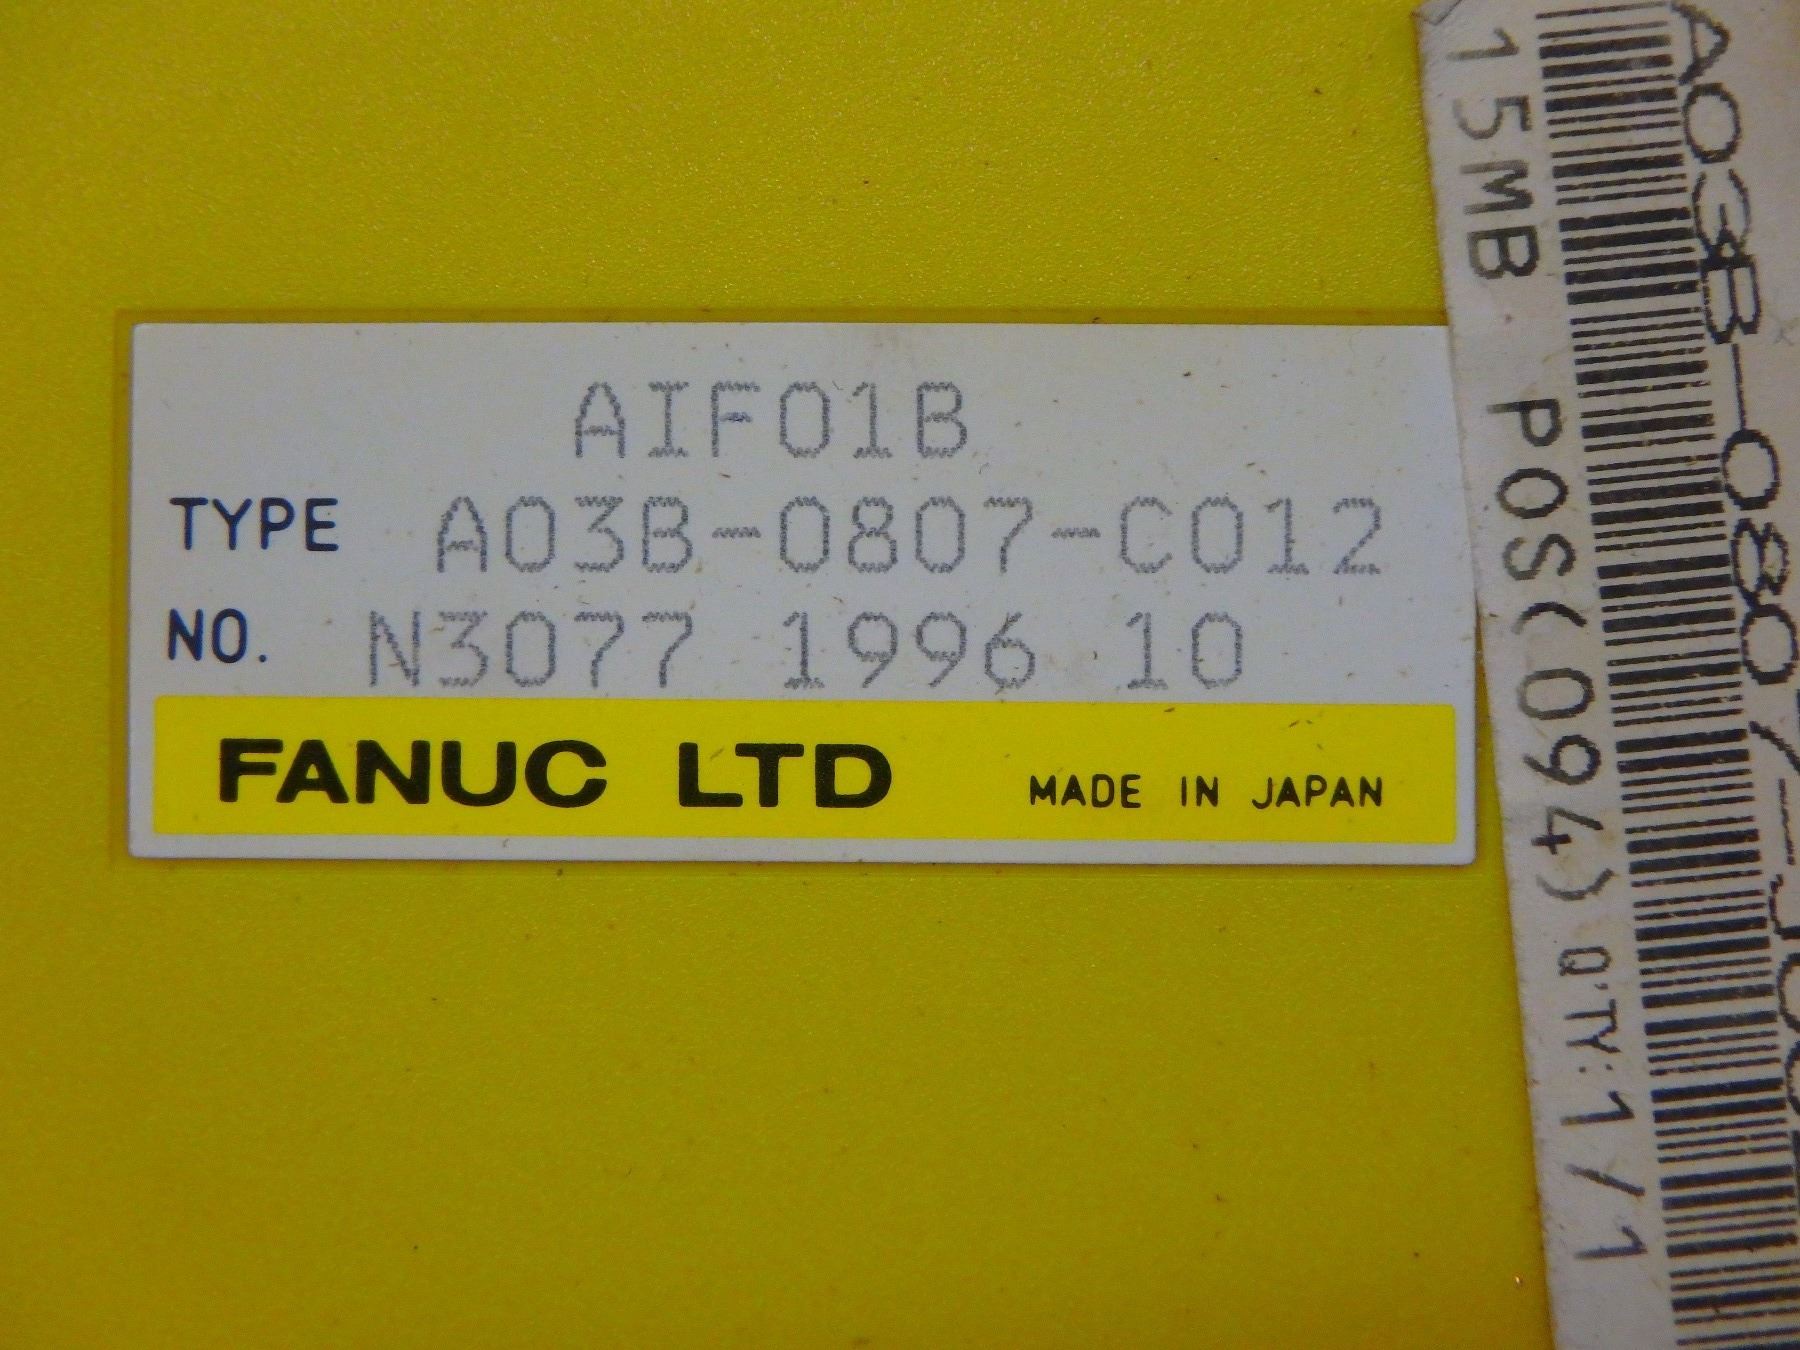 AIF01B
TYPE A03B-0807-C012
NO. N3077 1996 10
FANUC LTD MADE IN JAPAN
15MB POS(094) Q'TY:1/1